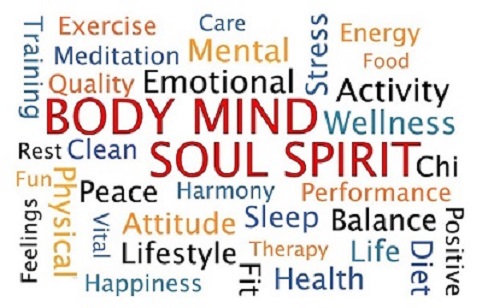 Training
Exercise
Care
Stress
Energy
Meditation
Mental
Food
Quality
Emotional
Activity
BODY MIND
Wellness
Rest
Clean
SOUL SPIRIT
Chi
Fun
Physical
Peace
Harmony
Performance
Feelings
Vital
Attitude
Sleep
Balance
Positive
Lifestyle
Therapy
Life
Diet
Happiness
Fit
Health